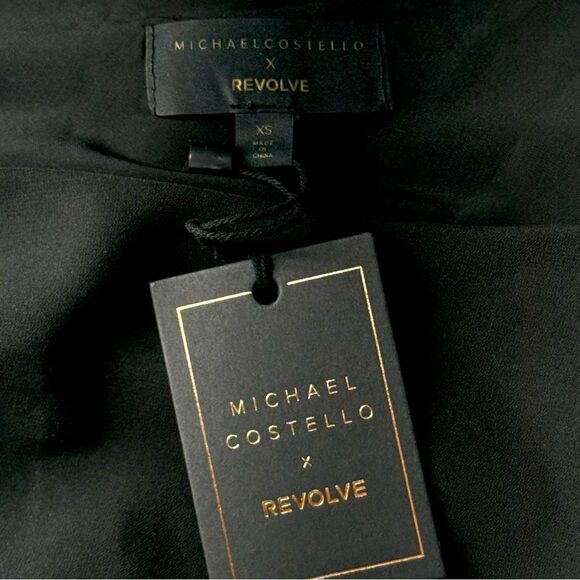 MICHAELCOSTELLO
X
REVOLVE
XS
MADE
IN
CHINA
MICHAEL
COSTELLO
X
REVOLVE